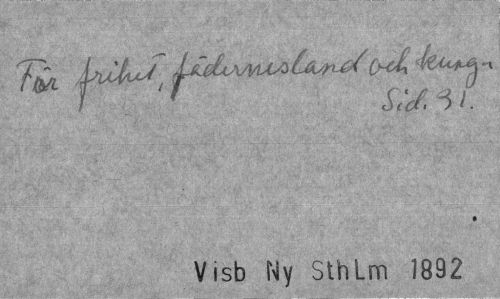 För frihet, fädernesland och kung -
Sid. 31.
Visb Ny SthLm 1892